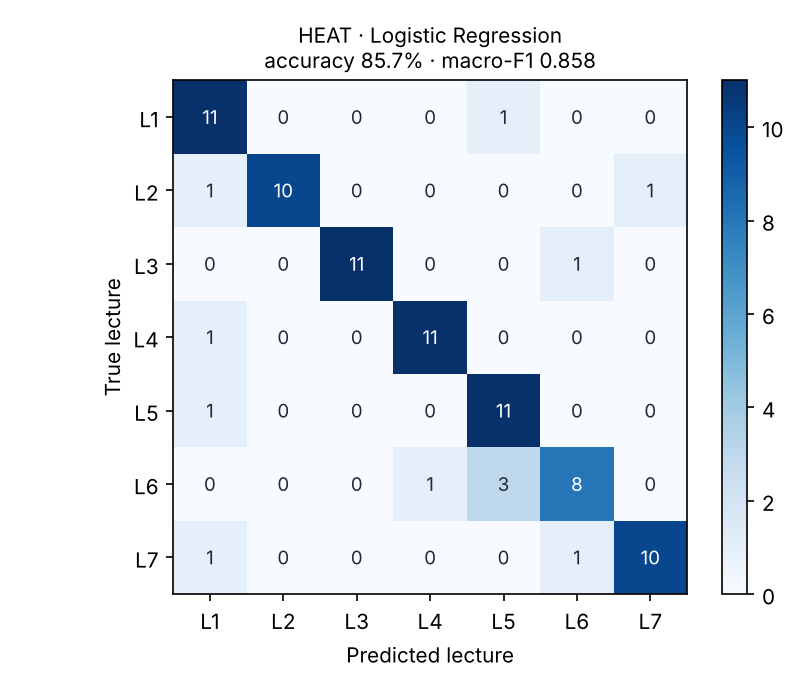 HEAT · Logistic Regression
accuracy 85.7% · macro-F1 0.858
L1 11 0 0 0 1 0 0
L2 1 10 0 0 0 0 1
L3 0 0 11 0 0 1 0
L4 1 0 0 11 0 0 0
L5 1 0 0 0 11 0 0
L6 0 0 0 1 3 8 0
L7 1 0 0 0 0 1 10
L1 L2 L3 L4 L5 L6 L7
Predicted lecture
True lecture
10
8
6
4
2
0